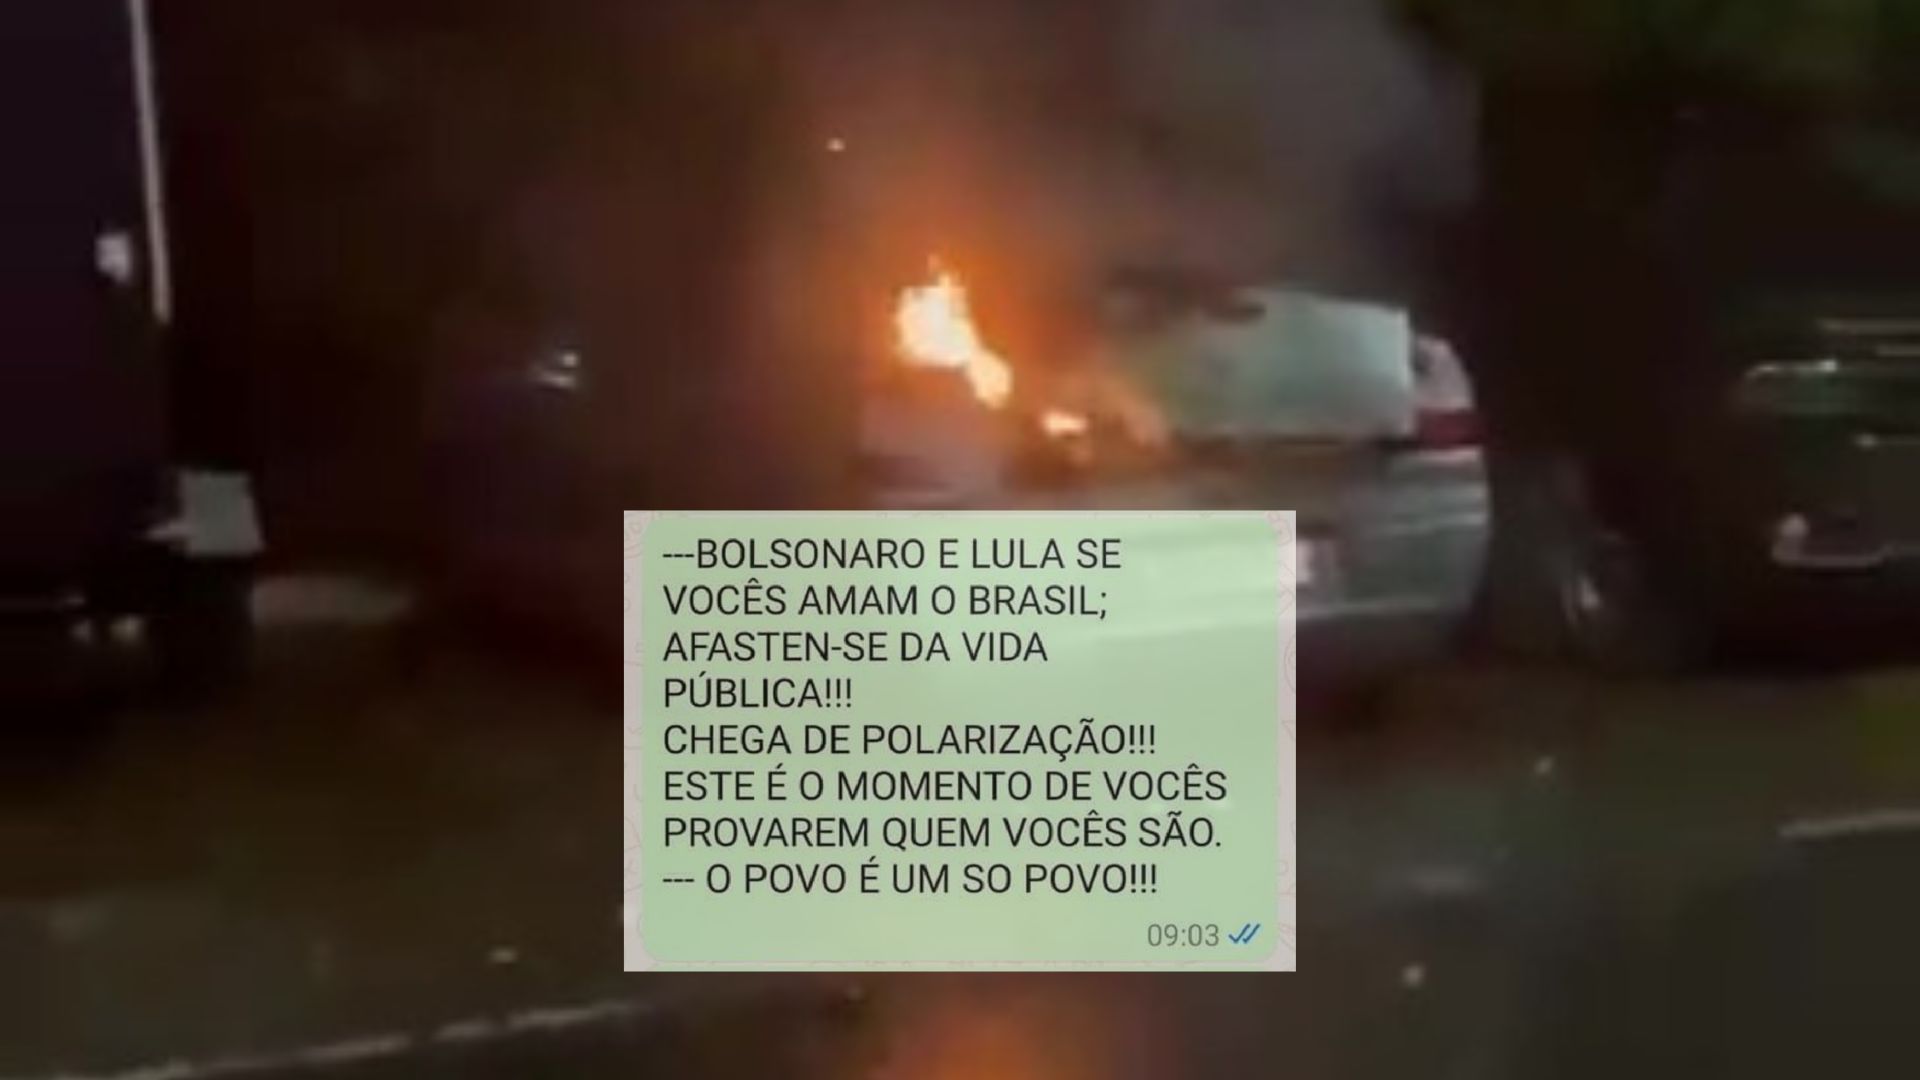 ---BOLSONARO E LULA SE
VOCÊS AMAM O BRASIL;
AFASTEN-SE DA VIDA
PÚBLICA!!!
CHEGA DE POLARIZAÇÃO!!!
ESTE É O MOMENTO DE VOCÊS
PROVAREM QUEM VOCÊS SÃO.
--- O POVO É UM SO POVO!!!
09:03